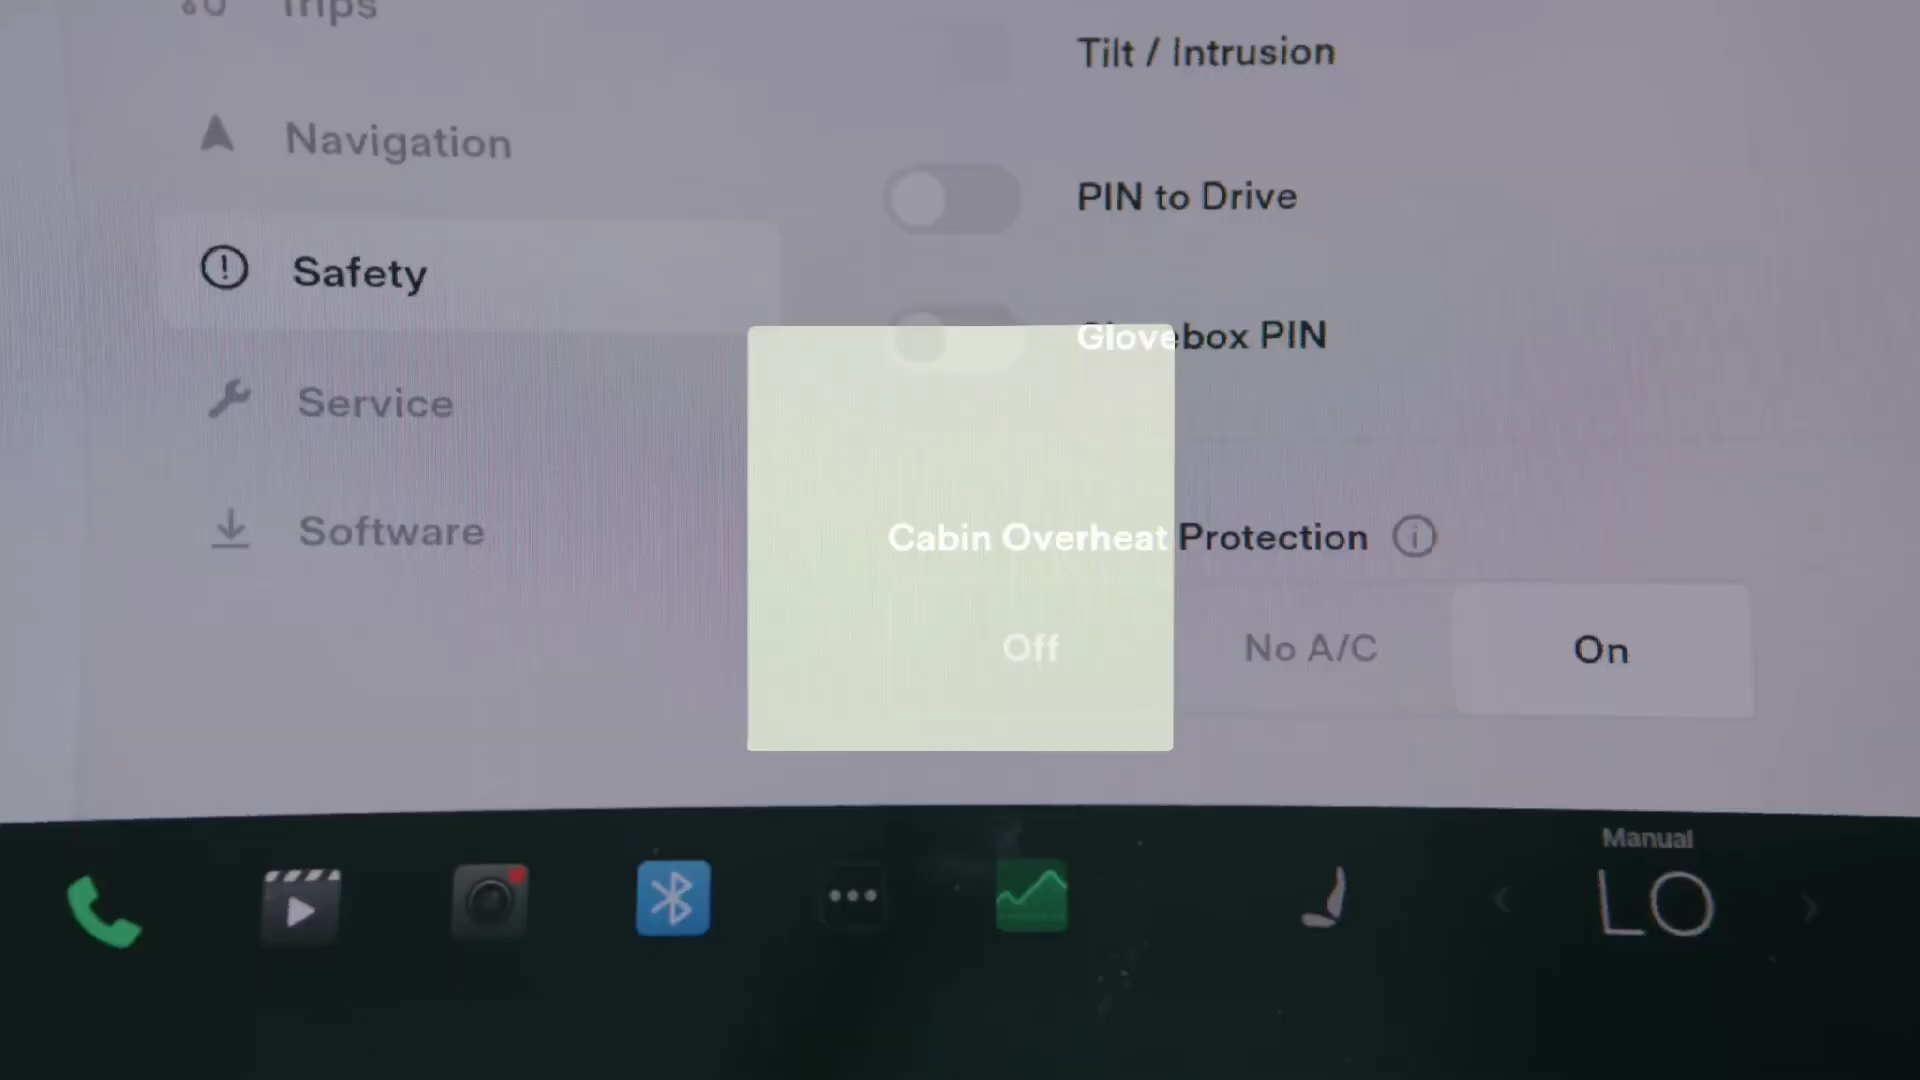 Trips
Navigation
Safety
Service
Software
Tilt / Intrusion
PIN to Drive
Glovebox PIN
Cabin Overheat Protection
Off
No A/C
On
Manual
LO